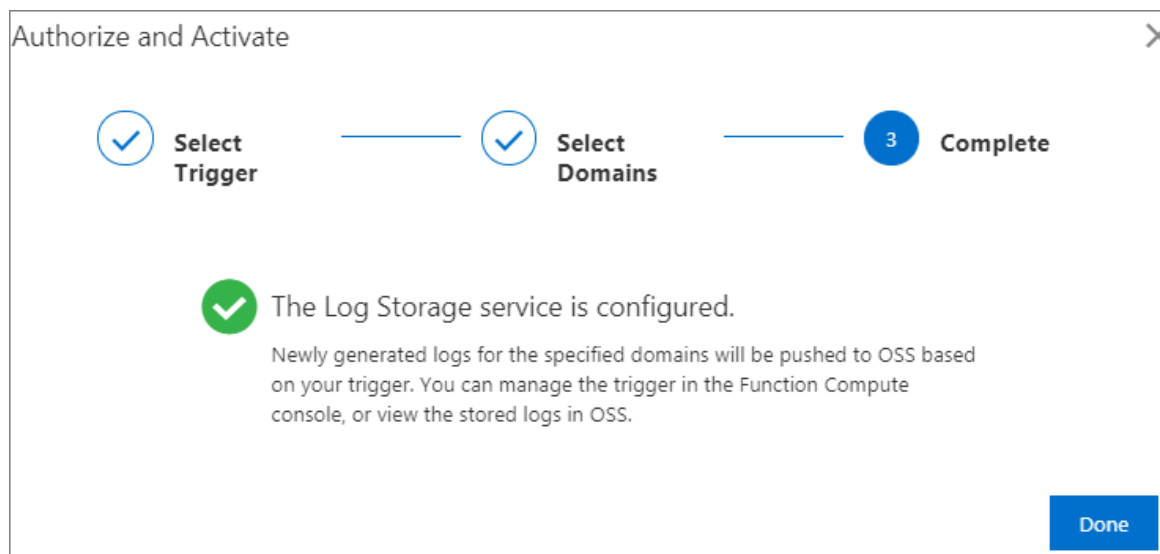 Authorize and Activate
Select
Trigger
Select
Domains
3
Complete
The Log Storage service is configured.
Newly generated logs for the specified domains will be pushed to OSS based
on your trigger. You can manage the trigger in the Function Compute
console, or view the stored logs in OSS.
Done